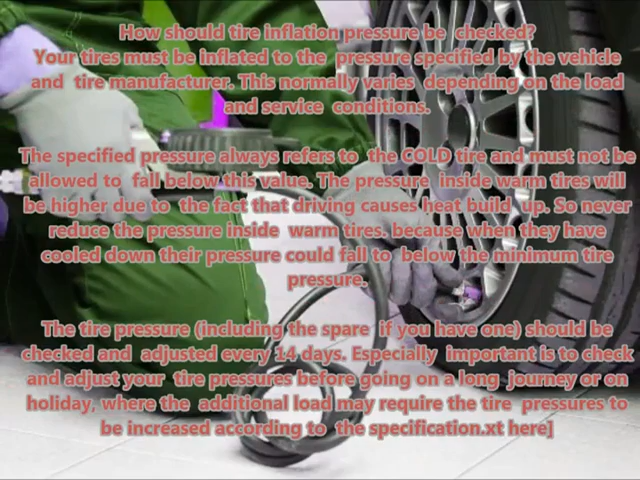 How should tire inflation pressure be checked?
Your tires must be inflated to the pressure specified by the vehicle
and tire manufacturer. This normally varies depending on the load
and service conditions.
The specified pressure always refers to the COLD tire and must not be
allowed to fall below this value. The pressure inside warm tires will
be higher due to the fact that driving causes heat build up. So never
reduce the pressure inside warm tires. because when they have
cooled down their pressure could fall to below the minimum tire
pressure.
The tire pressure (including the spare if you have one) should be
checked and adjusted every 14 days. Especially important is to check
and adjust your tire pressures before going on a long journey or on
holiday, where the additional load may require the tire pressures to
be increased according to the specification.xt here]